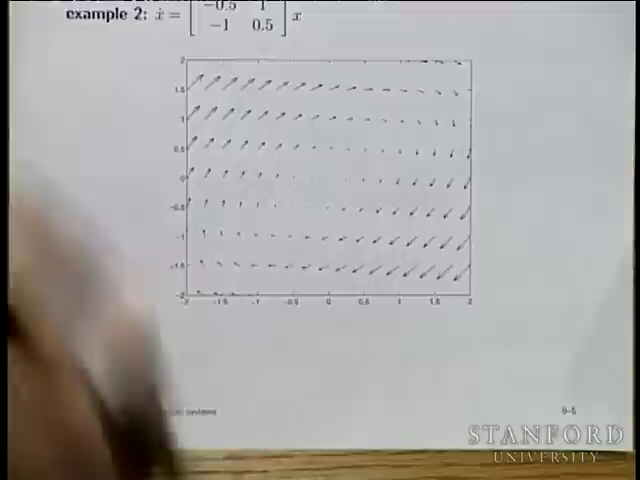 example 2: ẋ = [ −0.5 1
−1 0.5 ] x
2
1.5
1
0.5
0
−0.5
−1
−1.5
−2
−2 −1.5 −1 −0.5 0 0.5 1 1.5 2
systems 9–5
STANFORD
UNIVERSITY